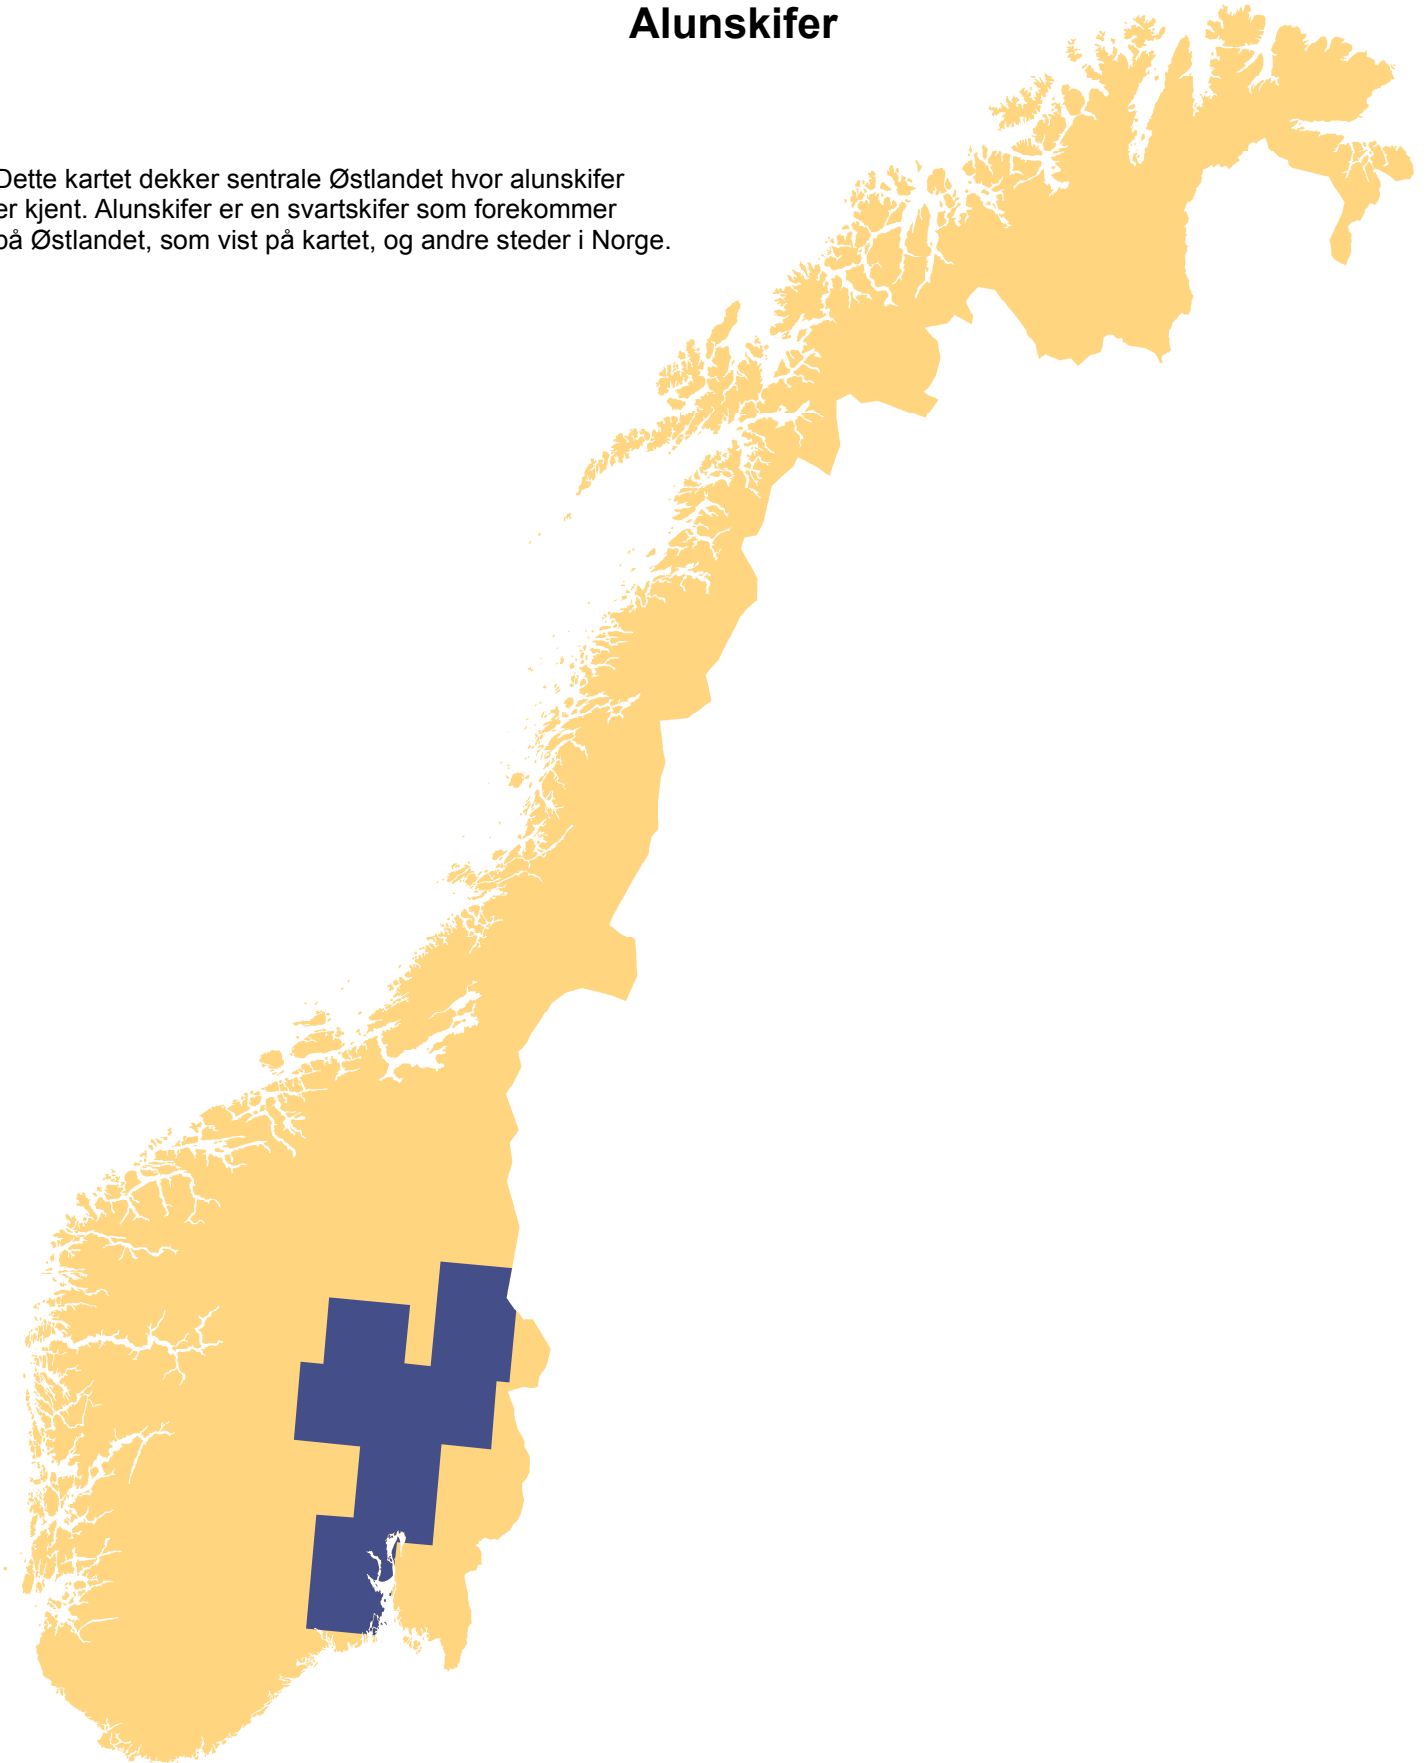 Alunskifer
Dette kartet dekker sentrale Østlandet hvor alunskifer
er kjent. Alunskifer er en svartskifer som forekommer
på Østlandet, som vist på kartet, og andre steder i Norge.